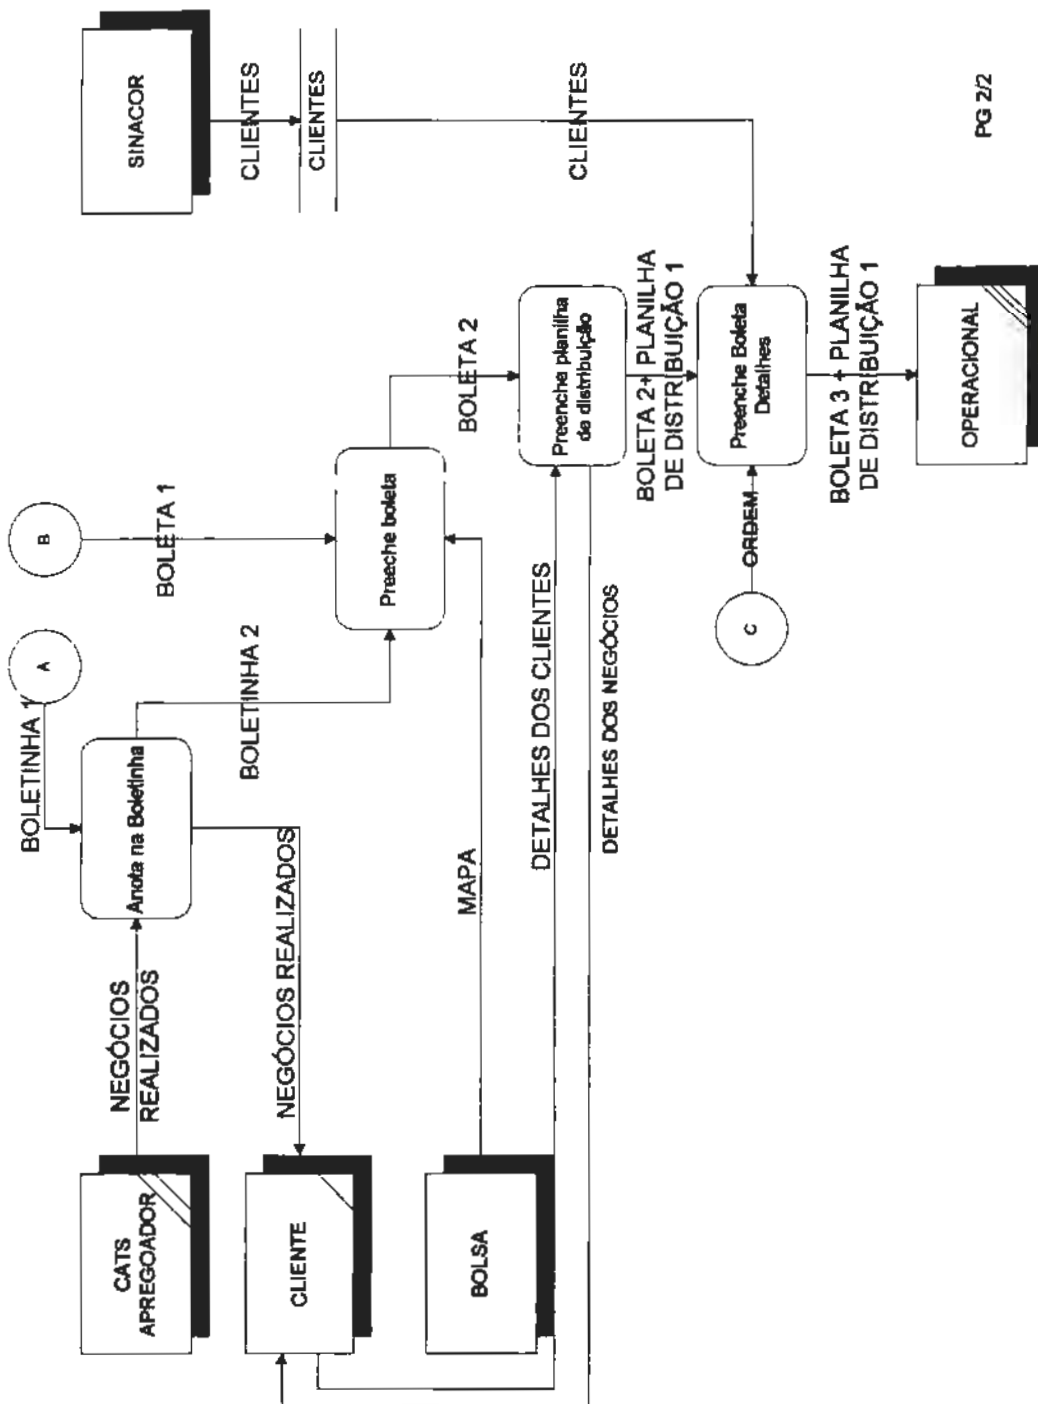 CATS
APREGOADOR
NEGÓCIOS
REALIZADOS
Anota na Boletinha
BOLETINHA 1
A
B
SINACOR
CLIENTES
CLIENTES
CLIENTES
CLIENTE
NEGÓCIOS REALIZADOS
BOLETINHA 2
BOLETA 1
Preeche boleta
BOLETA 2
BOLSA
MAPA
DETALHES DOS CLIENTES
DETALHES DOS NEGÓCIOS
Preenche planilha
de distribuição
BOLETA 2+ PLANILHA
DE DISTRIBUIÇÃO 1
C
ORDEM
Preenche Boleta
Detalhes
BOLETA 3 + PLANILHA
DE DISTRIBUIÇÃO 1
OPERACIONAL
PG 2/2